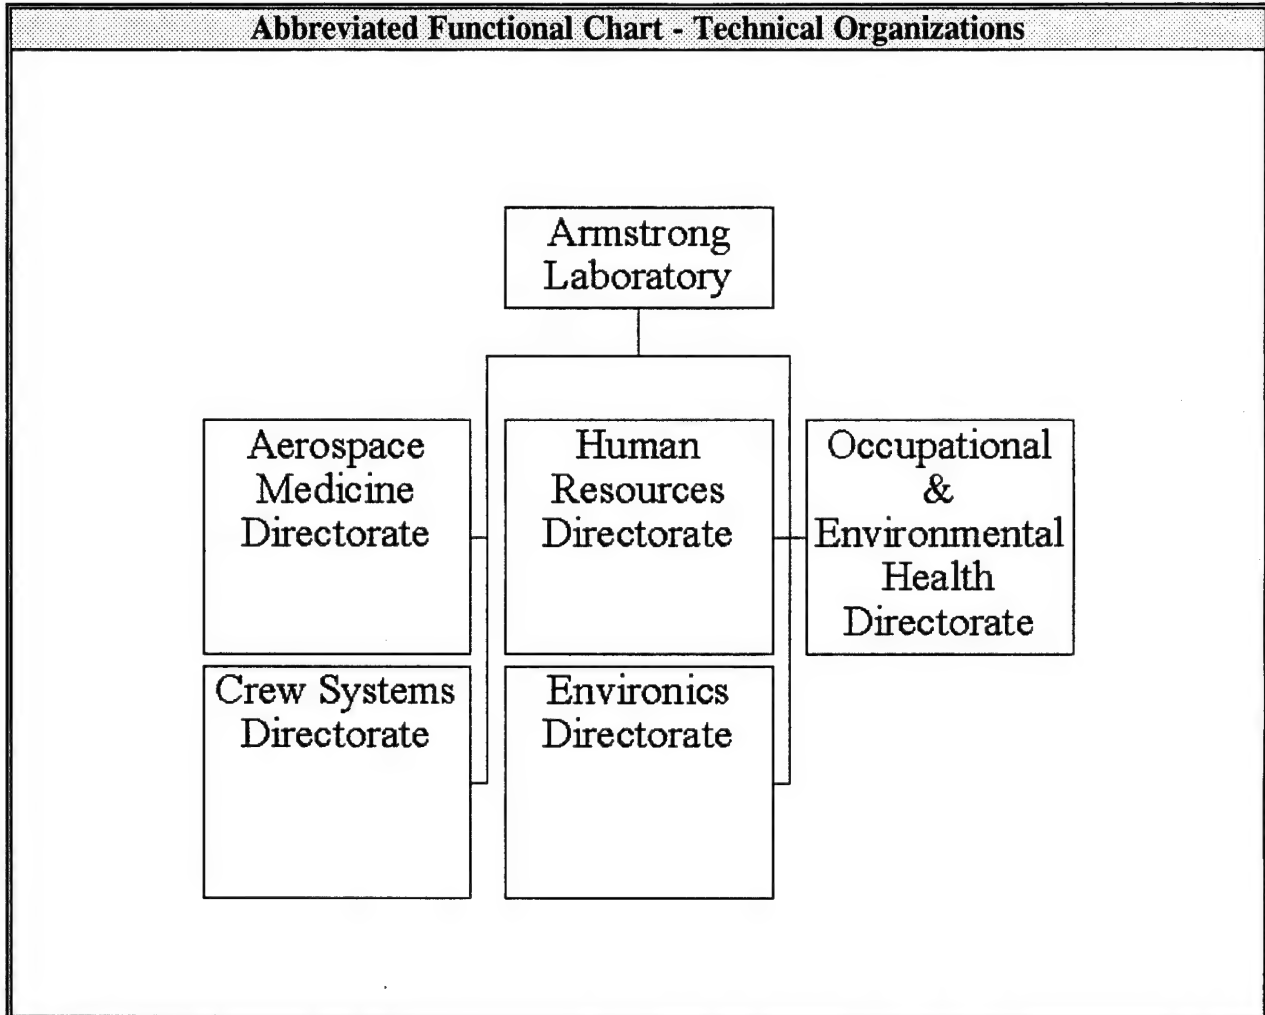 Abbreviated Functional Chart - Technical Organizations
Armstrong
Laboratory
Aerospace
Medicine
Directorate
Human
Resources
Directorate
Occupational
&
Environmental
Health
Directorate
Crew Systems
Directorate
Environics
Directorate